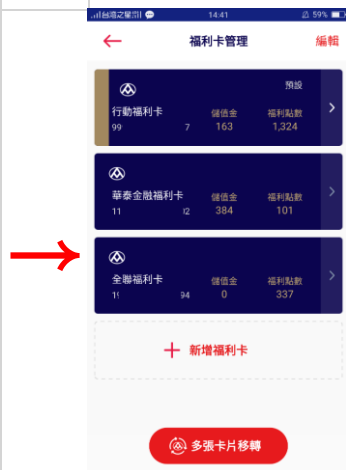 台灣之星 14:41 59%
福利卡管理 編輯
預設
行動福利卡 儲值金 福利點數
99 7 163 1,324
華泰金融福利卡 儲值金 福利點數
11 384 101
全聯福利卡 儲值金 福利點數
94 0 337
新增福利卡
多張卡片移轉